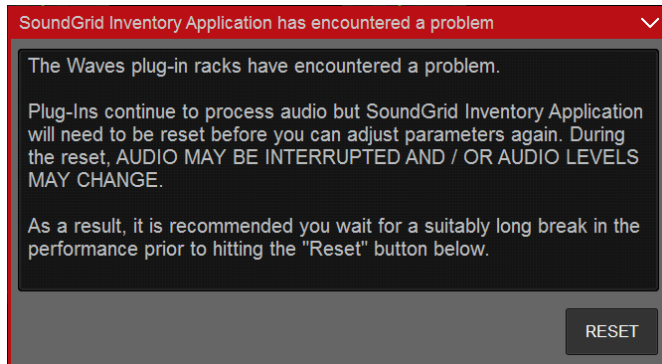 SoundGrid Inventory Application has encountered a problem
The Waves plug-in racks have encountered a problem.
Plug-Ins continue to process audio but SoundGrid Inventory Application
will need to be reset before you can adjust parameters again. During
the reset, AUDIO MAY BE INTERRUPTED AND / OR AUDIO LEVELS
MAY CHANGE.
As a result, it is recommended you wait for a suitably long break in the
performance prior to hitting the "Reset" button below.
RESET